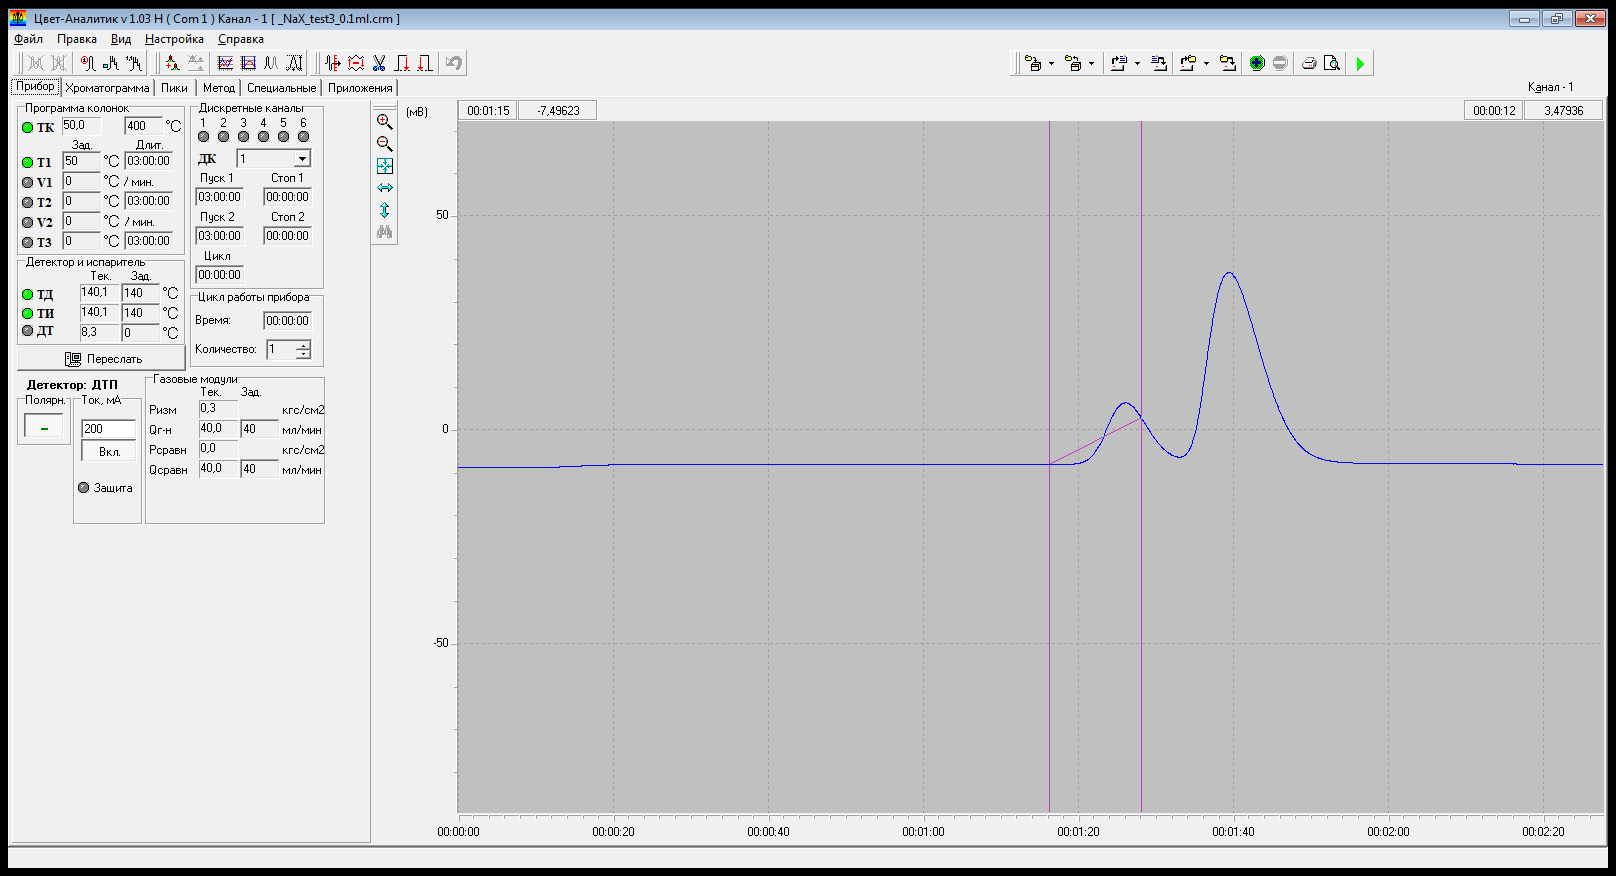 Цвет-Аналитик v 1.03 Н ( Com 1 ) Канал - 1 [ _NaX_test3_0.1ml.crm ]
Файл Правка Вид Настройка Справка
Прибор Хроматограмма Пики Метод Специальные Приложения
Канал - 1
Программа колонок
ТК 50,0 400 °C
Зад. Длит.
Т1 50 °C 03:00:00
V1 0 °C / мин.
Т2 0 °C 03:00:00
V2 0 °C / мин.
Т3 0 °C 03:00:00
Детектор и испаритель
Тек. Зад.
ТД 140,1 140 °C
ТИ 140,1 140 °C
ДТ 8,3 0 °C
Переслать
Детектор: ДТП
Полярн.
–
Ток, мА
200
Вкл.
Защита
Дискретные каналы
1 2 3 4 5 6
ДК 1
Пуск 1 Стоп 1
03:00:00 00:00:00
Пуск 2 Стоп 2
03:00:00 00:00:00
Цикл
00:00:00
Цикл работы прибора
Время: 00:00:00
Количество: 1
Газовые модули
Тек. Зад.
Ризм 0,3 кгс/см2
Qг-н 40,0 40 мл/мин
Рсравн 0,0 кгс/см2
Qсравн 40,0 40 мл/мин
(мВ)
00:01:15 -7,49623
00:00:12 3,47936
50
0
-50
00:00:00 00:00:20 00:00:40 00:01:00 00:01:20 00:01:40 00:02:00 00:02:20